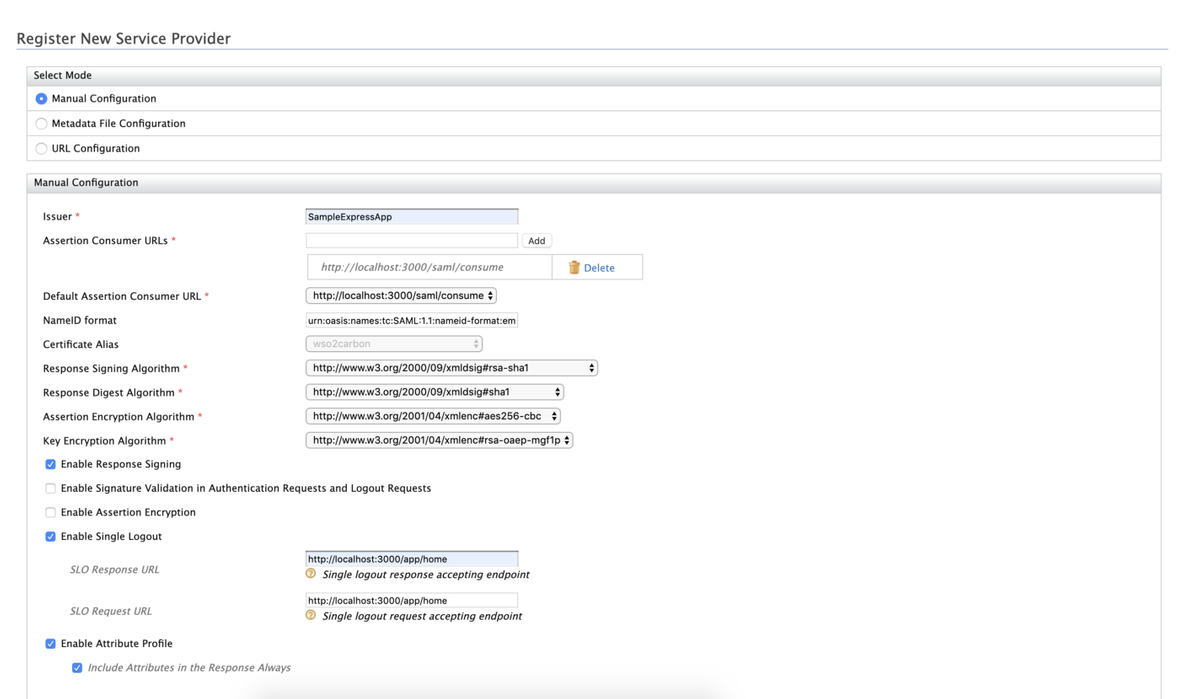 Register New Service Provider
Select Mode
Manual Configuration
Metadata File Configuration
URL Configuration
Manual Configuration
Issuer * SampleExpressApp
Assertion Consumer URLs * Add
http://localhost:3000/saml/consume Delete
Default Assertion Consumer URL * http://localhost:3000/saml/consume
NameID format urn:oasis:names:tc:SAML:1.1:nameid-format:em
Certificate Alias wso2carbon
Response Signing Algorithm * http://www.w3.org/2000/09/xmldsig#rsa-sha1
Response Digest Algorithm * http://www.w3.org/2000/09/xmldsig#sha1
Assertion Encryption Algorithm * http://www.w3.org/2001/04/xmlenc#aes256-cbc
Key Encryption Algorithm * http://www.w3.org/2001/04/xmlenc#rsa-oaep-mgf1p
Enable Response Signing
Enable Signature Validation in Authentication Requests and Logout Requests
Enable Assertion Encryption
Enable Single Logout
http://localhost:3000/app/home
SLO Response URL
? Single logout response accepting endpoint
http://localhost:3000/app/home
SLO Request URL
? Single logout request accepting endpoint
Enable Attribute Profile
Include Attributes in the Response Always